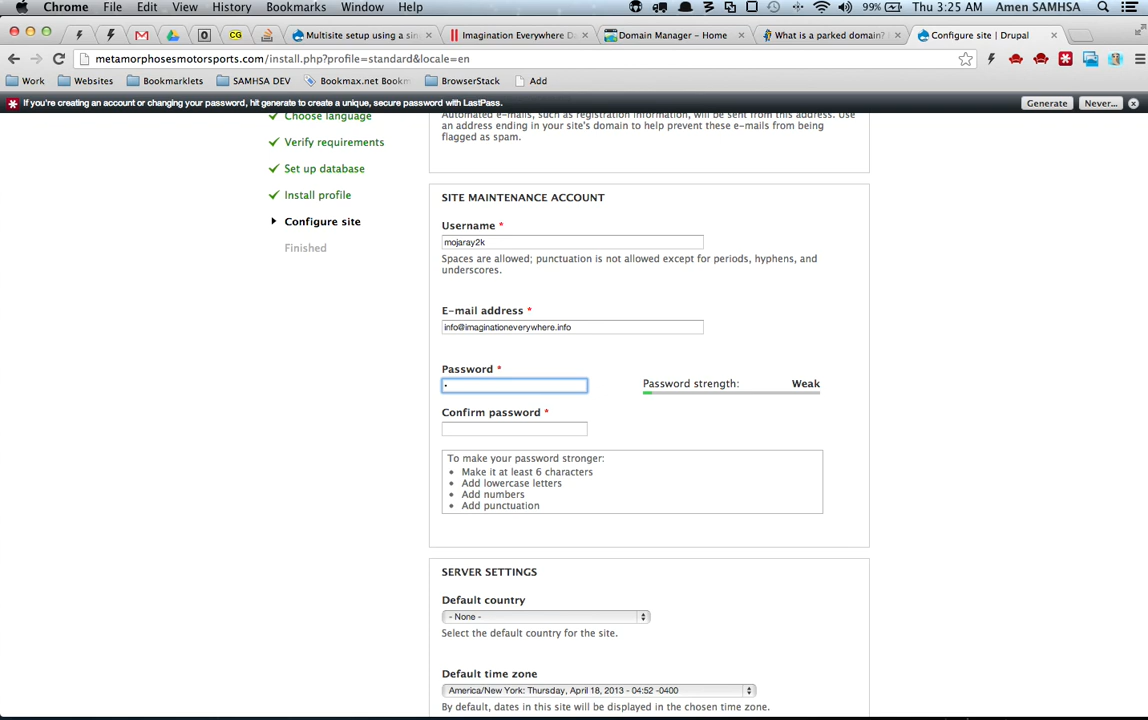 Chrome File Edit View History Bookmarks Window Help 99% Thu 3:25 AM Amen SAMHSA
CG Multisite setup using a sin Imagination Everywhere Do Domain Manager - Home What is a parked domain? Configure site | Drupal
metamorphosesmotorsports.com/install.php?profile=standard&locale=en
Work Websites Bookmarklets SAMHSA DEV Bookmax.net Bookm BrowserStack Add
If you're creating an account or changing your password, hit generate to create a unique, secure password with LastPass. Generate Never...
Choose language
Verify requirements
Set up database
Install profile
Configure site
Finished
Automated e-mails, such as registration information, will be sent from this address. Use
an address ending in your site's domain to help prevent these e-mails from being
flagged as spam.
SITE MAINTENANCE ACCOUNT
Username *
mojaray2k
Spaces are allowed; punctuation is not allowed except for periods, hyphens, and
underscores.
E-mail address *
info@imaginationeverywhere.info
Password *
Password strength: Weak
Confirm password *
To make your password stronger:
Make it at least 6 characters
Add lowercase letters
Add numbers
Add punctuation
SERVER SETTINGS
Default country
- None -
Select the default country for the site.
Default time zone
America/New York: Thursday, April 18, 2013 - 04:52 -0400
By default, dates in this site will be displayed in the chosen time zone.